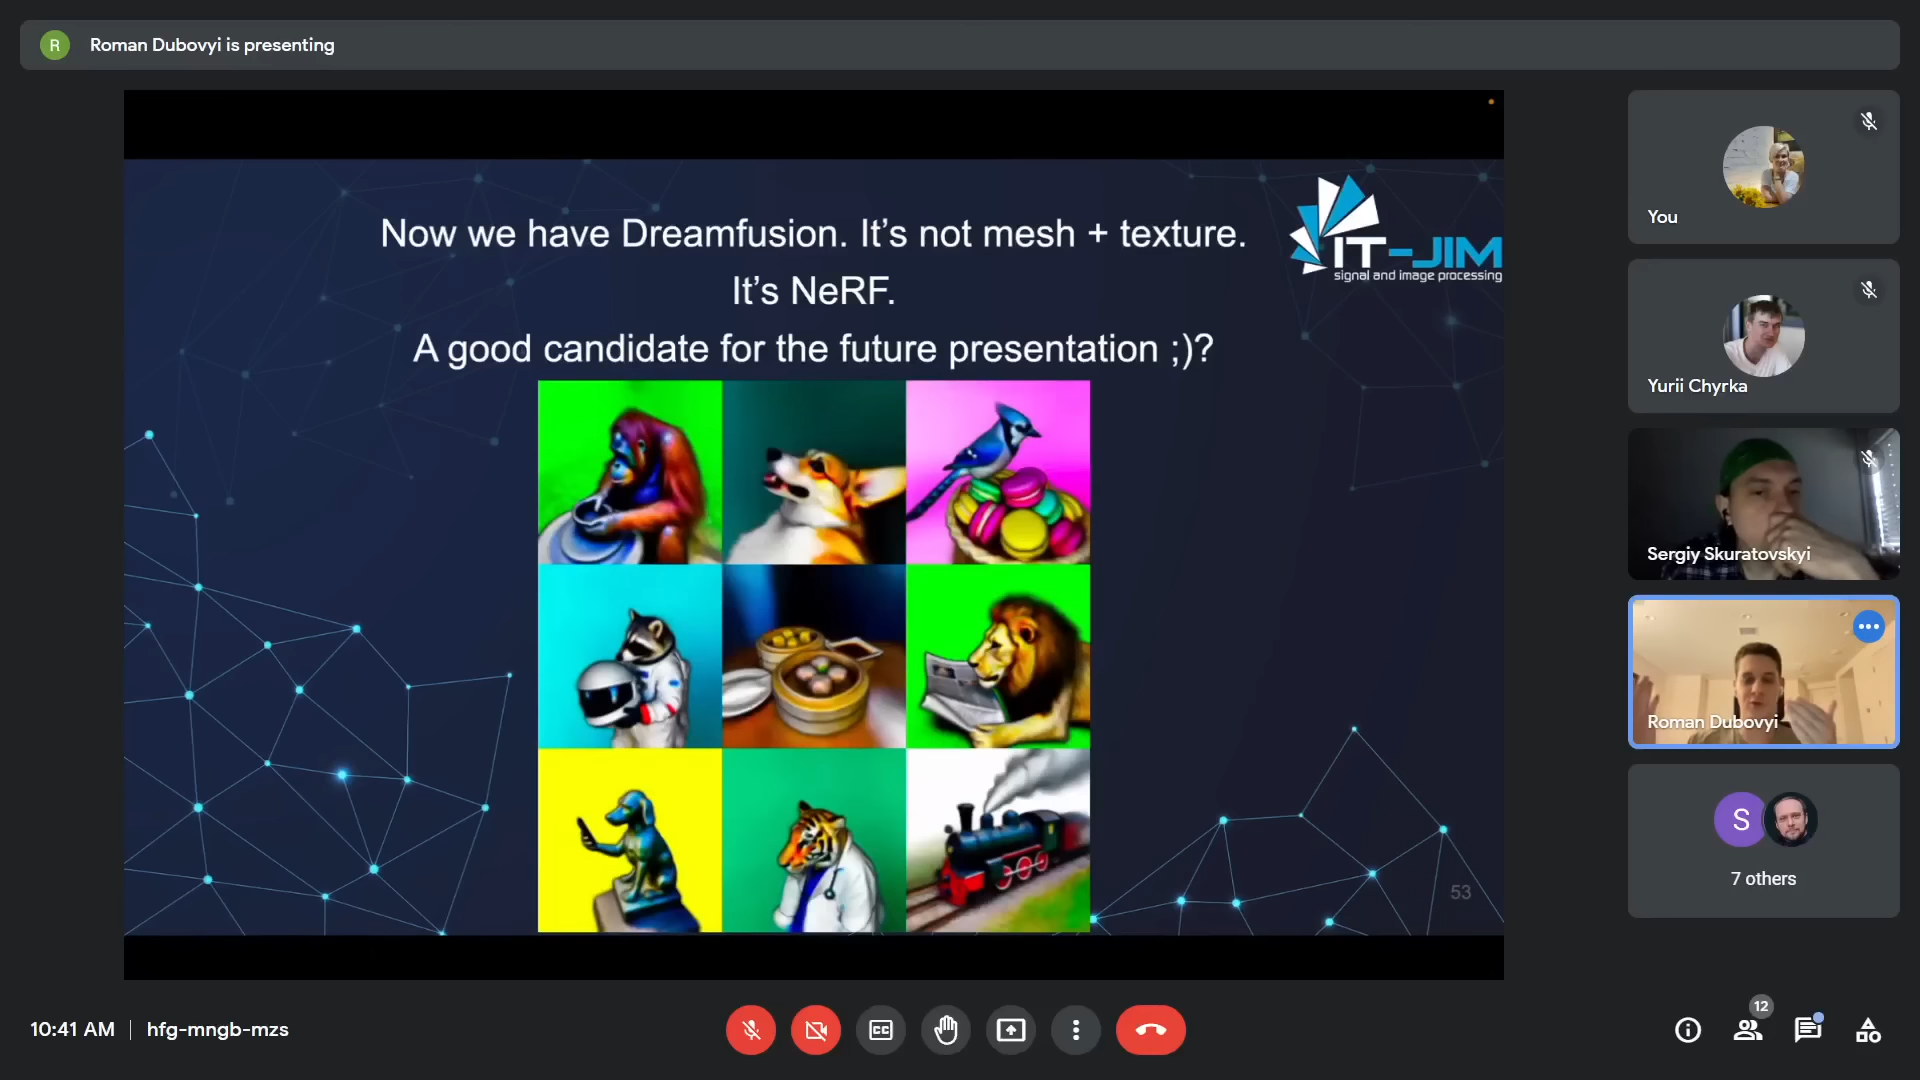 R
Roman Dubovyi is presenting
Now we have Dreamfusion. It's not mesh + texture.
It's NeRF.
A good candidate for the future presentation ;)?
IT-JIM
signal and image processing
53
You
Yurii Chyrka
Sergiy Skuratovskyi
Roman Dubovyi
S
7 others
10:41 AM | hfg-mngb-mzs
CC
12